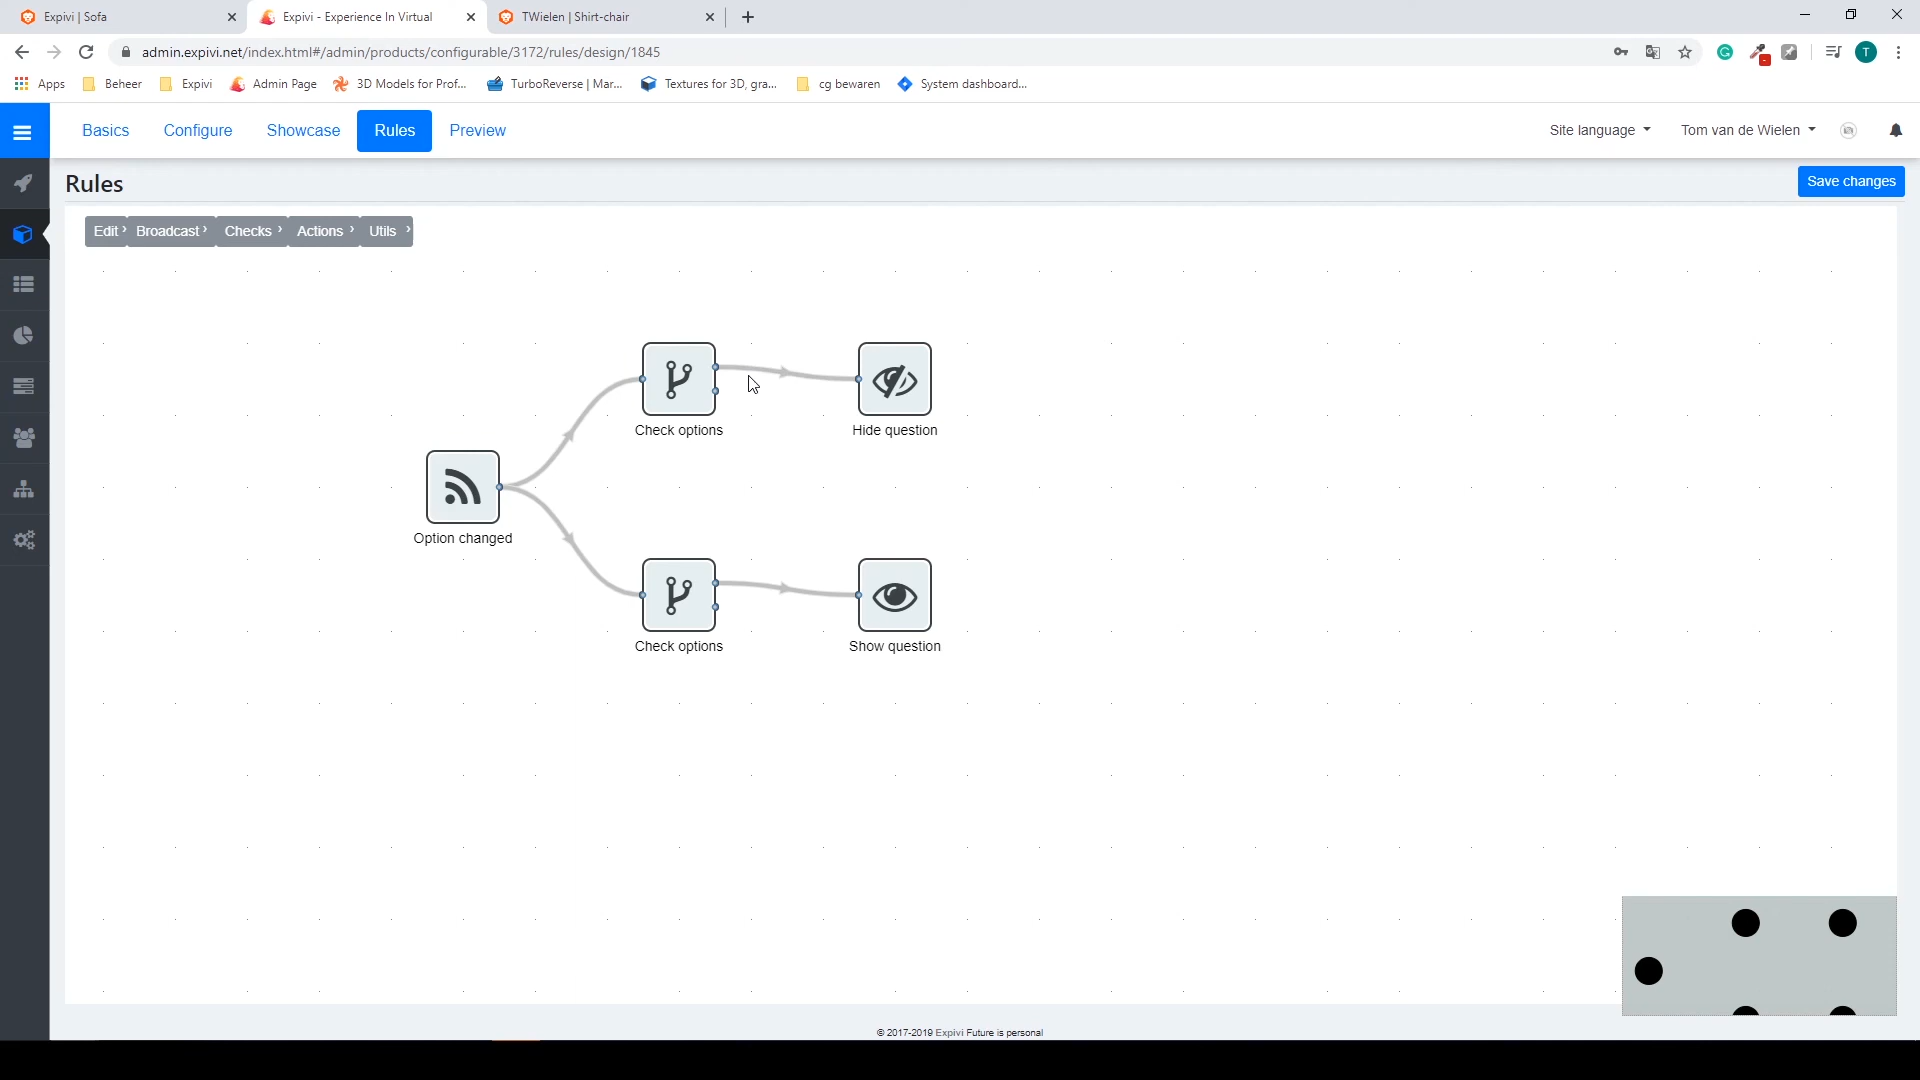 Expivi | Sofa
Expivi - Experience In Virtual
TWielen | Shirt-chair
admin.expivi.net/index.html#/admin/products/configurable/3172/rules/design/1845
T
Apps
Beheer
Expivi
Admin Page
3D Models for Prof...
TurboReverse | Mar...
Textures for 3D, gra...
cg bewaren
System dashboard...
Basics
Configure
Showcase
Rules
Preview
Site language
Tom van de Wielen
Rules
Save changes
Edit
Broadcast
Checks
Actions
Utils
Check options
Hide question
Option changed
Check options
Show question
© 2017-2019 Expivi Future is personal